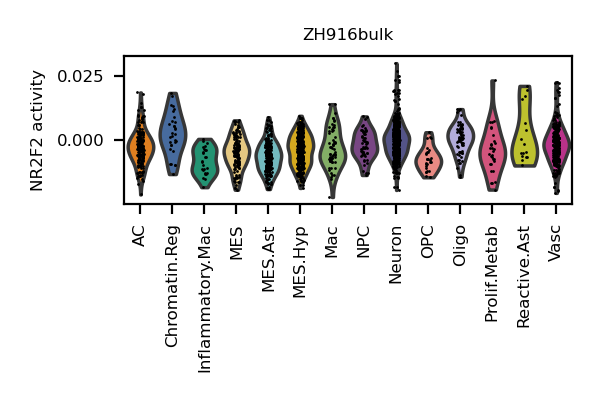 ZH916bulk
NR2F2 activity
0.025
0.000
AC
Chromatin.Reg
Inflammatory.Mac
MES
MES.Ast
MES.Hyp
Mac
NPC
Neuron
OPC
Oligo
Prolif.Metab
Reactive.Ast
Vasc